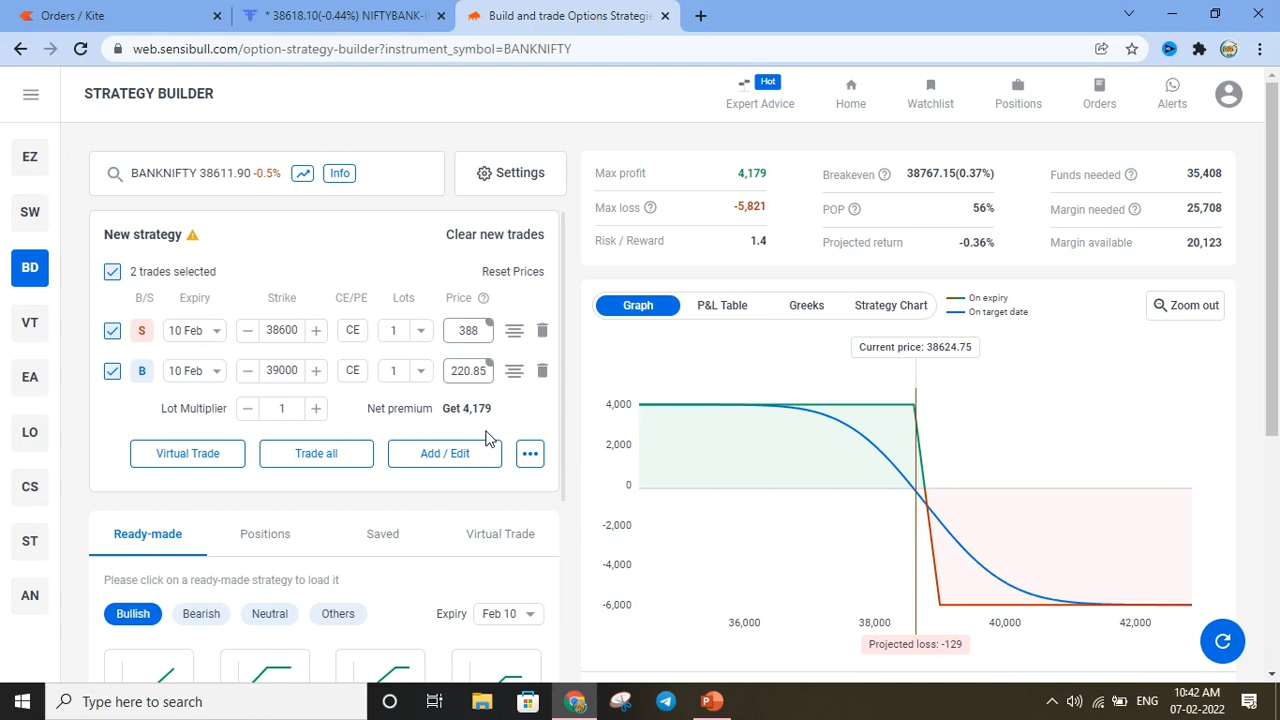 Orders / Kite
* 38618.10(-0.44%) NIFTYBANK-I
Build and trade Options Strategie
web.sensibull.com/option-strategy-builder?instrument_symbol=BANKNIFTY
STRATEGY BUILDER
Hot
Expert Advice
Home
Watchlist
Positions
Orders
Alerts
EZ
SW
BD
VT
EA
LO
CS
ST
AN
BANKNIFTY 38611.90 -0.5%
Info
Settings
New strategy
Clear new trades
2 trades selected
Reset Prices
B/S Expiry Strike CE/PE Lots Price
S 10 Feb 38600 CE 1 388
B 10 Feb 39000 CE 1 220.85
Lot Multiplier 1 Net premium Get 4,179
Virtual Trade
Trade all
Add / Edit
Ready-made
Positions
Saved
Virtual Trade
Please click on a ready-made strategy to load it
Bullish
Bearish
Neutral
Others
Expiry Feb 10
Max profit 4,179
Breakeven 38767.15(0.37%)
Funds needed 35,408
Max loss -5,821
POP 56%
Margin needed 25,708
Risk / Reward 1.4
Projected return -0.36%
Margin available 20,123
Graph
P&L Table
Greeks
Strategy Chart
On expiry
On target date
Zoom out
Current price: 38624.75
4,000
2,000
0
-2,000
-4,000
-6,000
36,000
38,000
40,000
42,000
Projected loss: -129
Type here to search
ENG
10:42 AM
07-02-2022